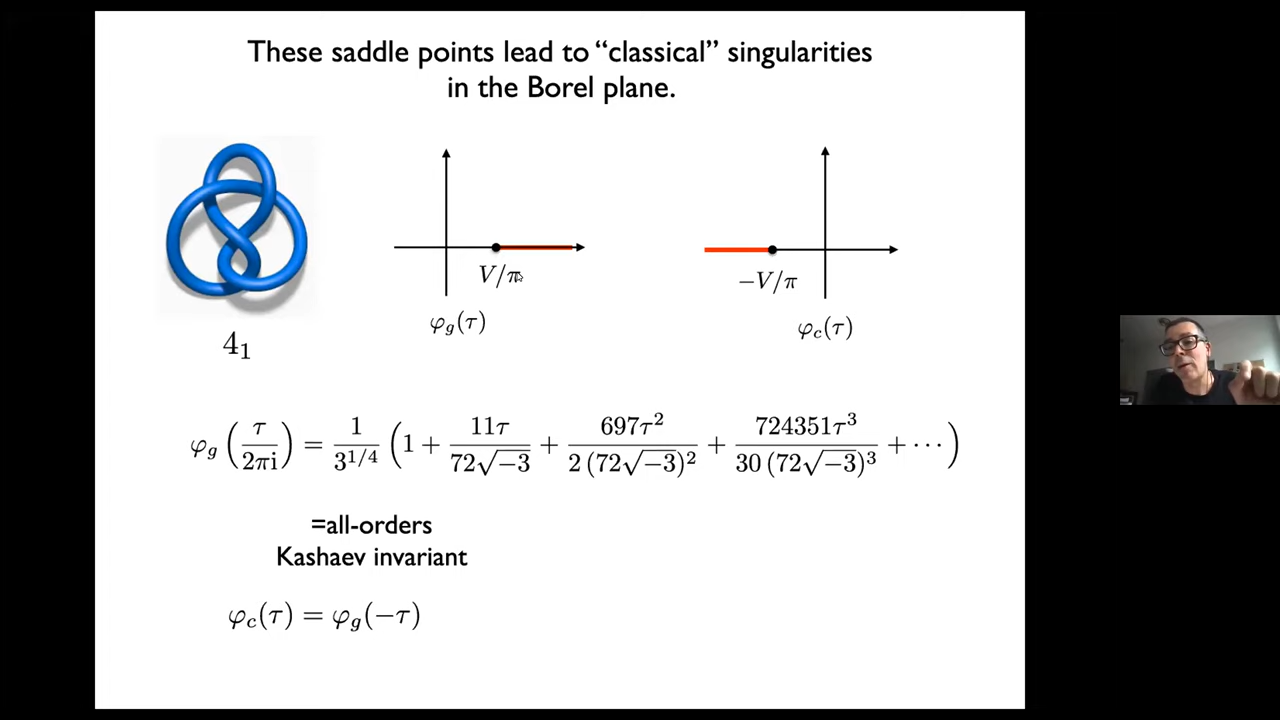 These saddle points lead to “classical” singularities
in the Borel plane.
V/π
−V/π
φ_g(τ)
φ_c(τ)
4_1
φ_g(τ/2πi) = 1/3^{1/4} (1 + 11τ/72√−3 + 697τ²/2(72√−3)² + 724351τ³/30(72√−3)³ + ⋯)
=all-orders
Kashaev invariant
φ_c(τ) = φ_g(−τ)